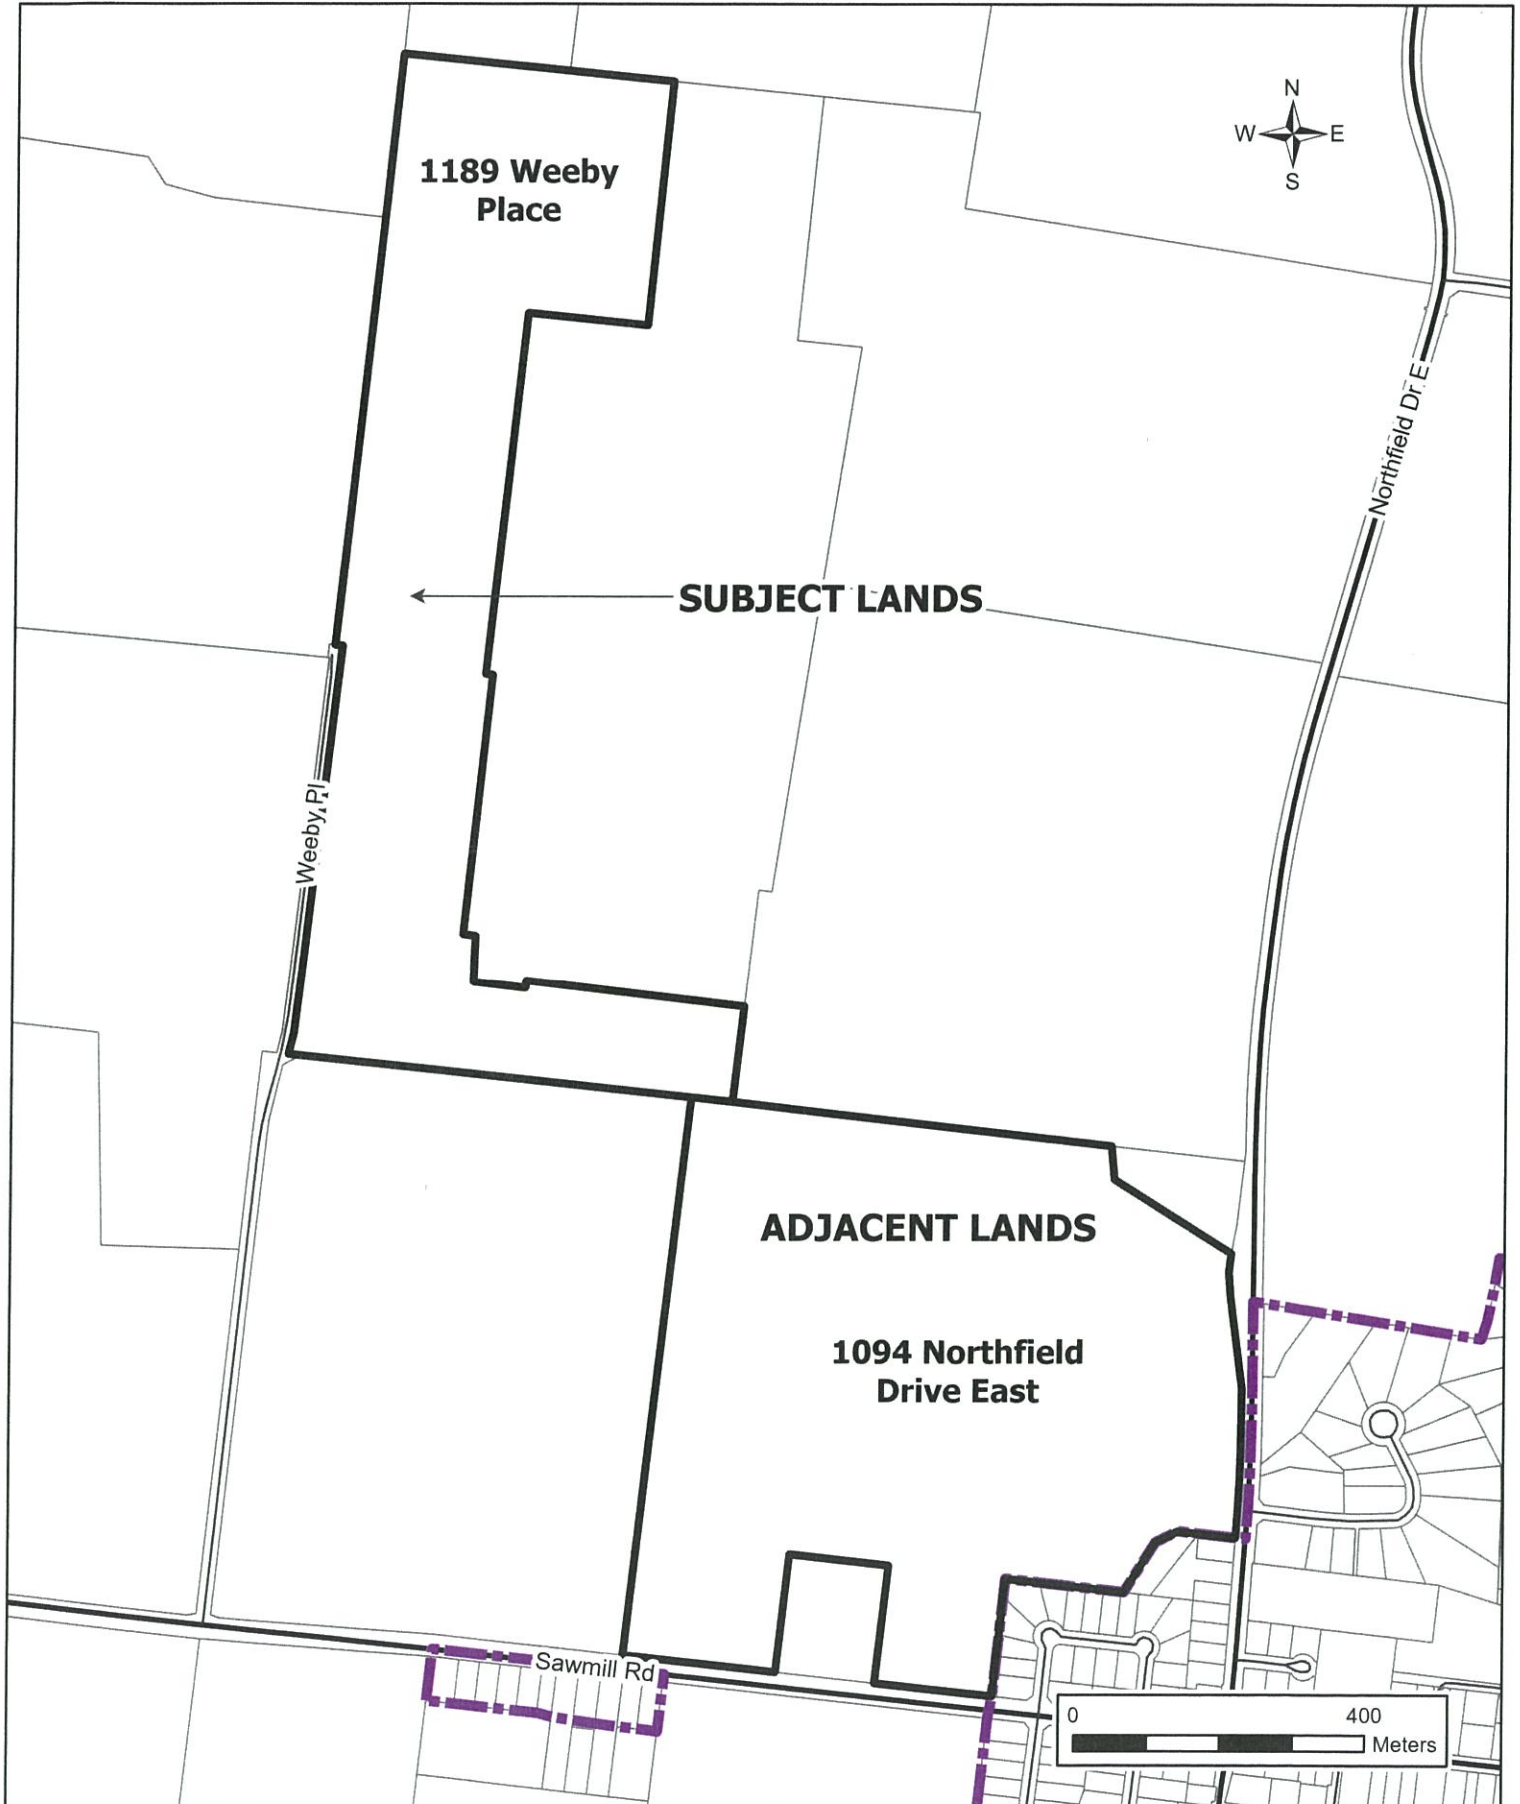 N
W E
S
1189 Weeby
Place
Northfield Dr E
SUBJECT LANDS
Weeby Pl
ADJACENT LANDS
1094 Northfield
Drive East
Sawmill Rd
0 400
Meters